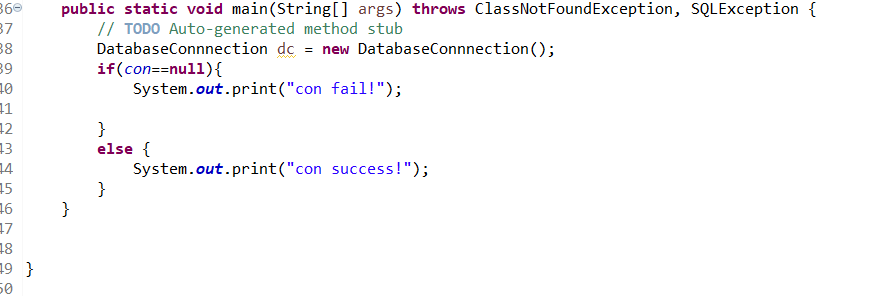 36 public static void main(String[] args) throws ClassNotFoundException, SQLException {
37 // TODO Auto-generated method stub
38 DatabaseConnnection dc = new DatabaseConnnection();
39 if(con==null){
40 System.out.print("con fail!");
41
42 }
43 else {
44 System.out.print("con success!");
45 }
46 }
47
48
49 }
50